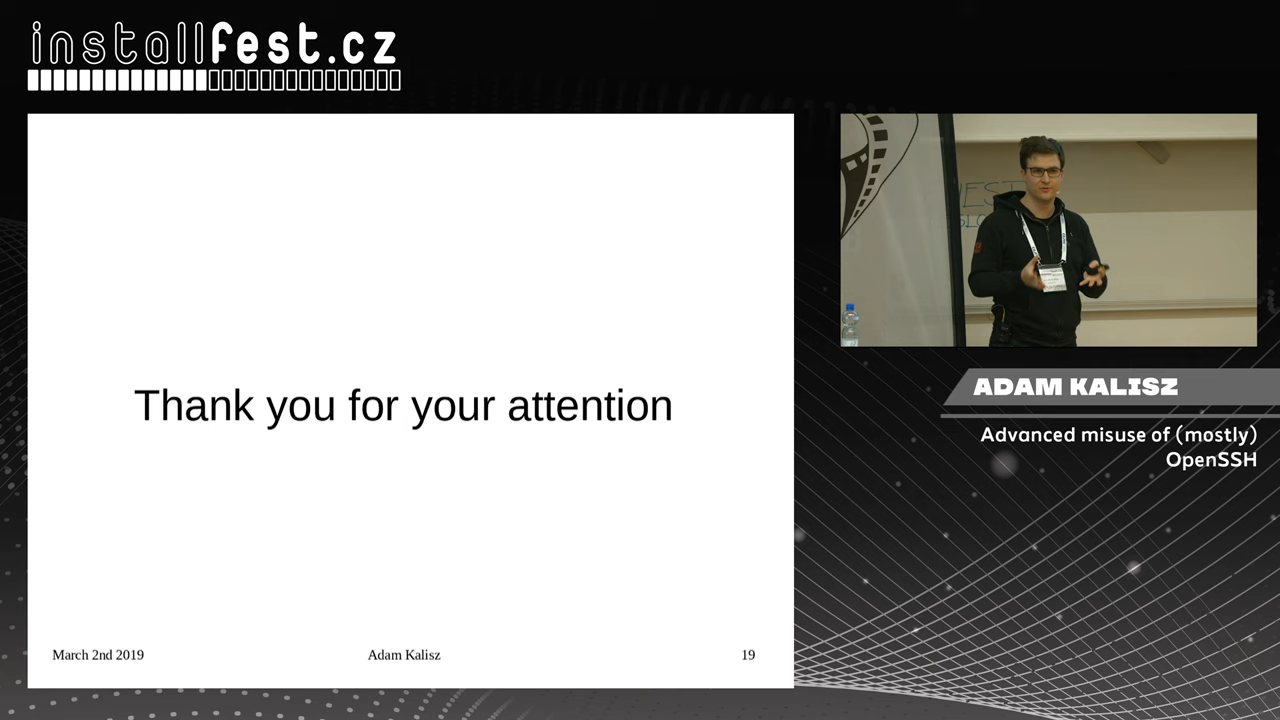 installfest.cz
Thank you for your attention
March 2nd 2019
Adam Kalisz
19
ADAM KALISZ
Advanced misuse of (mostly)
OpenSSH